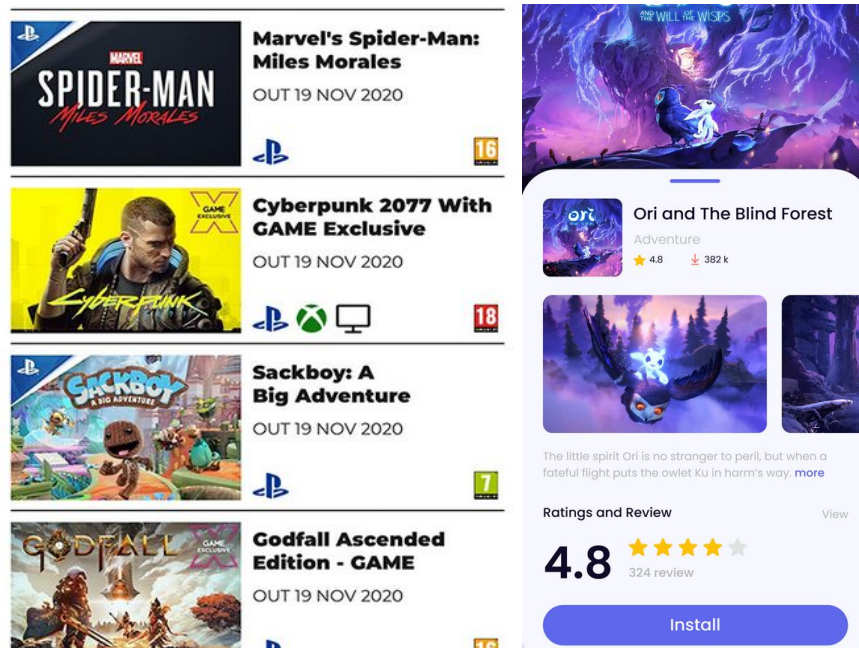 MARVEL
SPIDER-MAN
MILES MORALES
Marvel's Spider-Man:
Miles Morales
OUT 19 NOV 2020
16
GAME
EXCLUSIVE
CYBERPUNK
Cyberpunk 2077 With
GAME Exclusive
OUT 19 NOV 2020
18
SACKBOY
A BIG ADVENTURE
Sackboy: A
Big Adventure
OUT 19 NOV 2020
7
GODFALL
GAME
EXCLUSIVE
Godfall Ascended
Edition - GAME
OUT 19 NOV 2020
16
AND THE WILL OF THE WISPS
ori
Ori and The Blind Forest
Adventure
4.8 382 k
The little spirit Ori is no stranger to peril, but when a
fateful flight puts the owlet Ku in harm's way. more
Ratings and Review View
4.8
324 review
Install